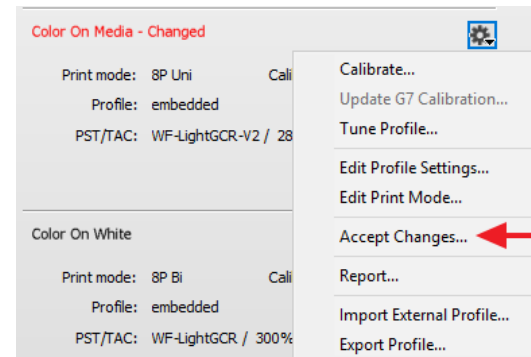 Color On Media - Changed
Print mode: 8P Uni Cali
Profile: embedded
PST/TAC: WF-LightGCR-V2 / 28
Color On White
Print mode: 8P Bi Cali
Profile: embedded
PST/TAC: WF-LightGCR / 300%
Calibrate...
Update G7 Calibration...
Tune Profile...
Edit Profile Settings...
Edit Print Mode...
Accept Changes...
Report...
Import External Profile...
Export Profile...